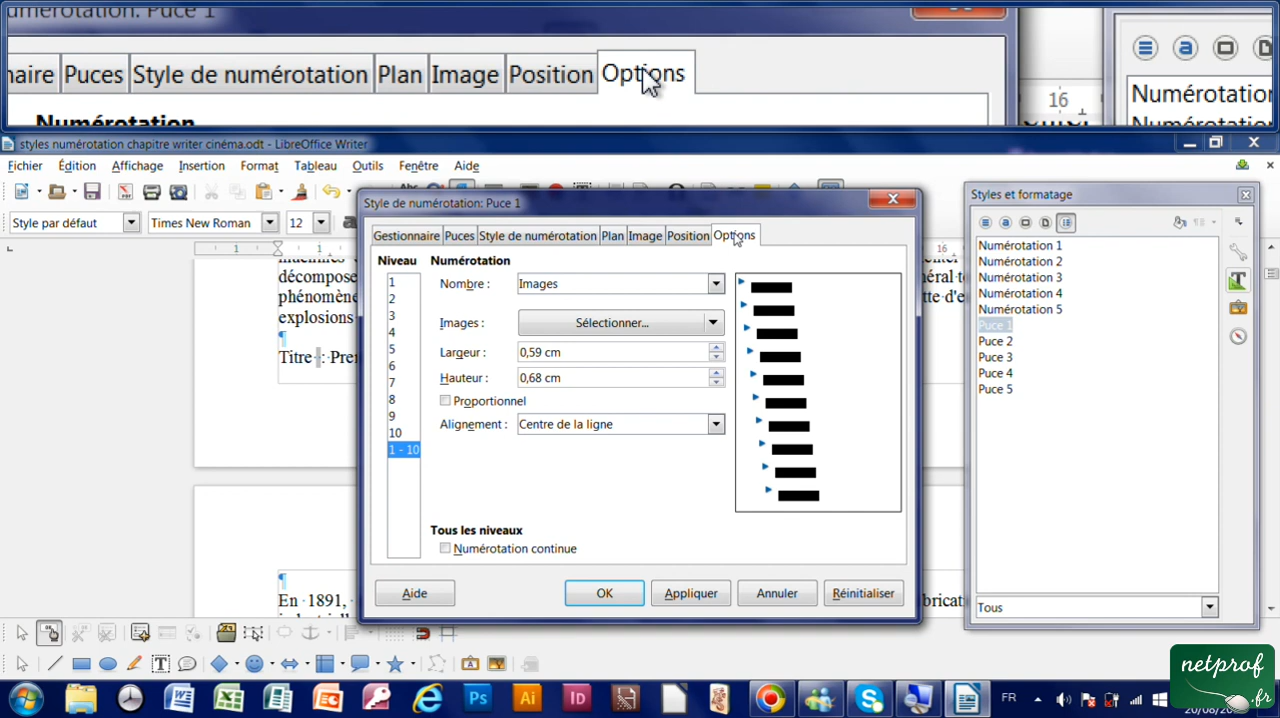 umérotation: Puce 1
naire Puces Style de numérotation Plan Image Position Options
Numérotation
16
Numérotation
styles numérotation chapitre writer cinéma.odt - LibreOffice Writer
Fichier Édition Affichage Insertion Format Tableau Outils Fenêtre Aide
Style par défaut Times New Roman 12
Style de numérotation: Puce 1
Styles et formatage
Gestionnaire Puces Style de numérotation Plan Image Position Options
1 1 16
Niveau Numérotation
1
2
3
4
5
6
7
8
9
10
1 - 10
Nombre : Images
Images : Sélectionner...
Largeur : 0,59 cm
Hauteur : 0,68 cm
Proportionnel
Alignement : Centre de la ligne
Tous les niveaux
Numérotation continue
Aide OK Appliquer Annuler Réinitialiser
Numérotation 1
Numérotation 2
Numérotation 3
Numérotation 4
Numérotation 5
Puce 1
Puce 2
Puce 3
Puce 4
Puce 5
Tous
décompose
phénomène
explosions
Titre : Prem
En 1891,
netprof
.fr
FR